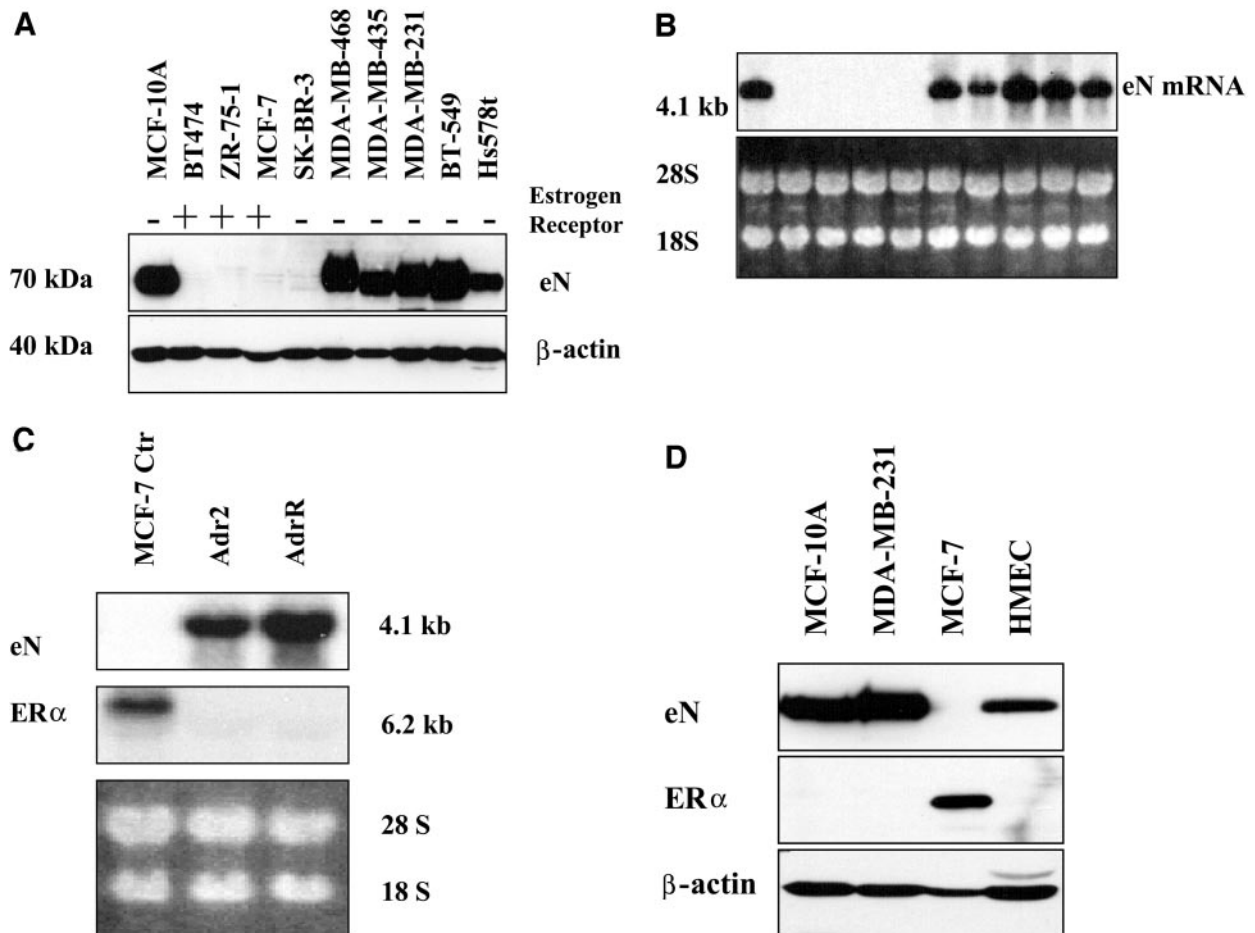 A
MCF-10A
BT474
ZR-75-1
MCF-7
SK-BR-3
MDA-MB-468
MDA-MB-435
MDA-MB-231
BT-549
Hs578t
- + + + - - - - - -
Estrogen
Receptor
70 kDa
eN
40 kDa
β-actin
B
4.1 kb
eN mRNA
28S
18S
C
MCF-7 Ctr
Adr2
AdrR
eN
4.1 kb
ERα
6.2 kb
28 S
18 S
D
MCF-10A
MDA-MB-231
MCF-7
HMEC
eN
ERα
β-actin